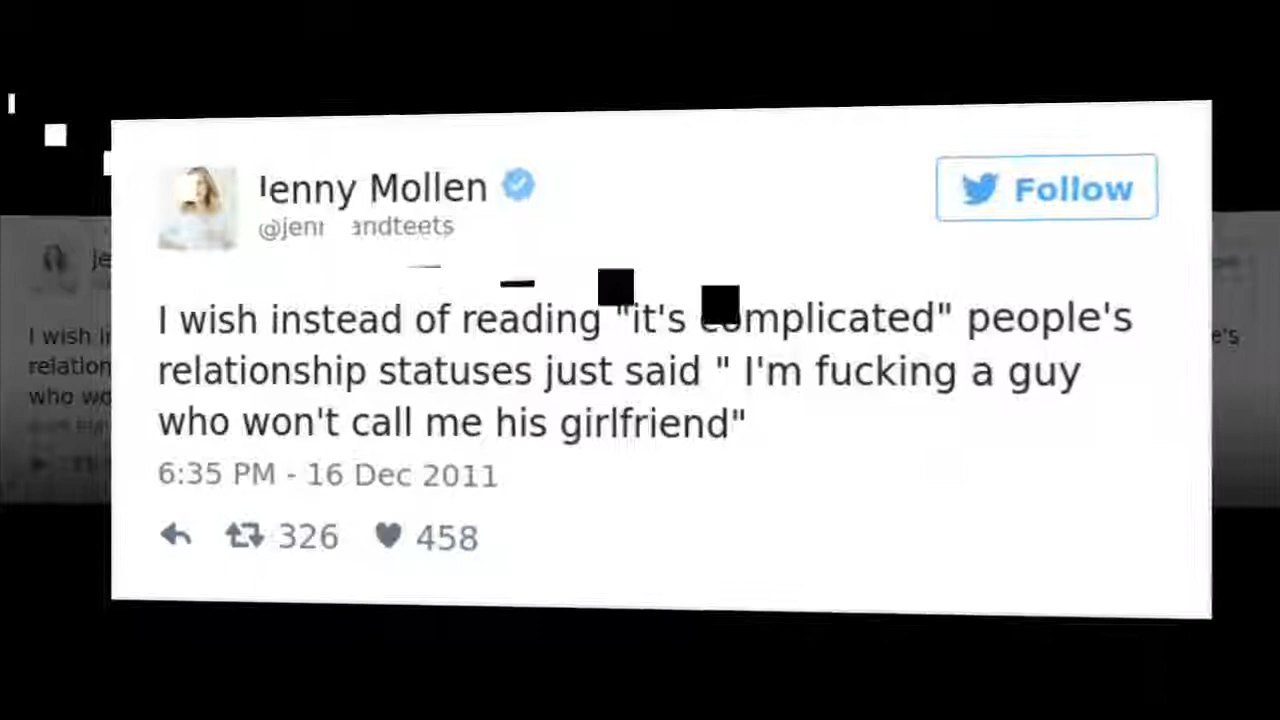 Jenny Mollen
Follow
I wish instead of reading "it's complicated" people's
relationship statuses just said " I'm fucking a guy
who won't call me his girlfriend"
6:35 PM - 16 Dec 2011
326 458